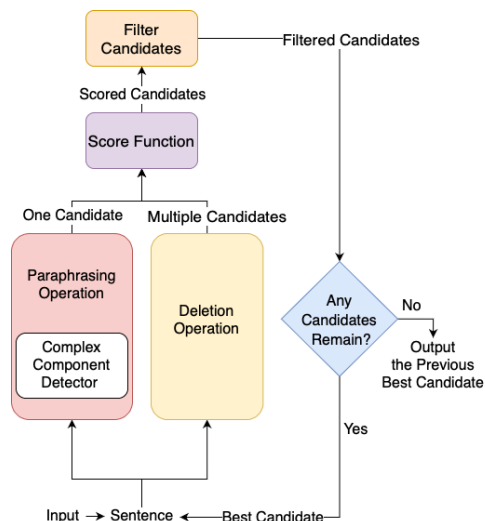 Filter
Candidates
Filtered Candidates
Scored Candidates
Score Function
One Candidate
Multiple Candidates
Paraphrasing
Operation
Complex
Component
Detector
Deletion
Operation
Any
Candidates
Remain?
No
Output
the Previous
Best Candidate
Yes
Input
Sentence
Best Candidate